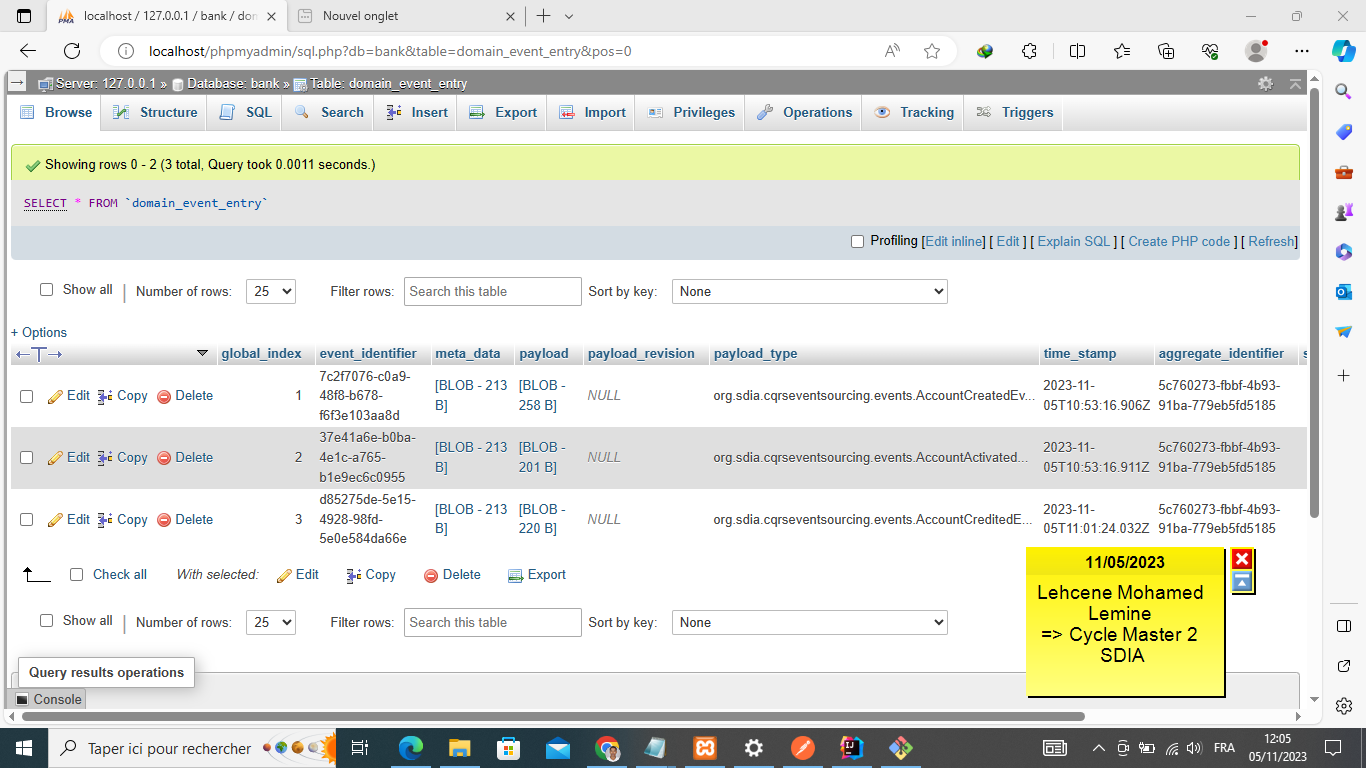 localhost / 127.0.0.1 / bank / dom
Nouvel onglet
localhost/phpmyadmin/sql.php?db=bank&table=domain_event_entry&pos=0
Server: 127.0.0.1 » Database: bank » Table: domain_event_entry
Browse Structure SQL Search Insert Export Import Privileges Operations Tracking Triggers
Showing rows 0 - 2 (3 total, Query took 0.0011 seconds.)
SELECT * FROM `domain_event_entry`
Profiling [Edit inline] [ Edit ] [ Explain SQL ] [ Create PHP code ] [ Refresh]
Show all | Number of rows: 25 Filter rows: Search this table Sort by key: None
+ Options
←T→ global_index event_identifier meta_data payload payload_revision payload_type time_stamp aggregate_identifier s
Edit Copy Delete 1 7c2f7076-c0a9-48f8-b678-f6f3e103aa8d [BLOB - 213 B] [BLOB - 258 B] NULL org.sdia.cqrseventsourcing.events.AccountCreatedEv... 2023-11-05T10:53:16.906Z 5c760273-fbbf-4b93-91ba-779eb5fd5185
Edit Copy Delete 2 37e41a6e-b0ba-4e1c-a765-b1e9ec6c0955 [BLOB - 213 B] [BLOB - 201 B] NULL org.sdia.cqrseventsourcing.events.AccountActivated... 2023-11-05T10:53:16.911Z 5c760273-fbbf-4b93-91ba-779eb5fd5185
Edit Copy Delete 3 d85275de-5e15-4928-98fd-5e0e584da66e [BLOB - 213 B] [BLOB - 220 B] NULL org.sdia.cqrseventsourcing.events.AccountCreditedE... 2023-11-05T11:01:24.032Z 5c760273-fbbf-4b93-91ba-779eb5fd5185
Check all With selected: Edit Copy Delete Export
Show all | Number of rows: 25 Filter rows: Search this table Sort by key: None
11/05/2023
Lehcene Mohamed
Lemine
=> Cycle Master 2
SDIA
Query results operations
Console
Taper ici pour rechercher
FRA
12:05
05/11/2023